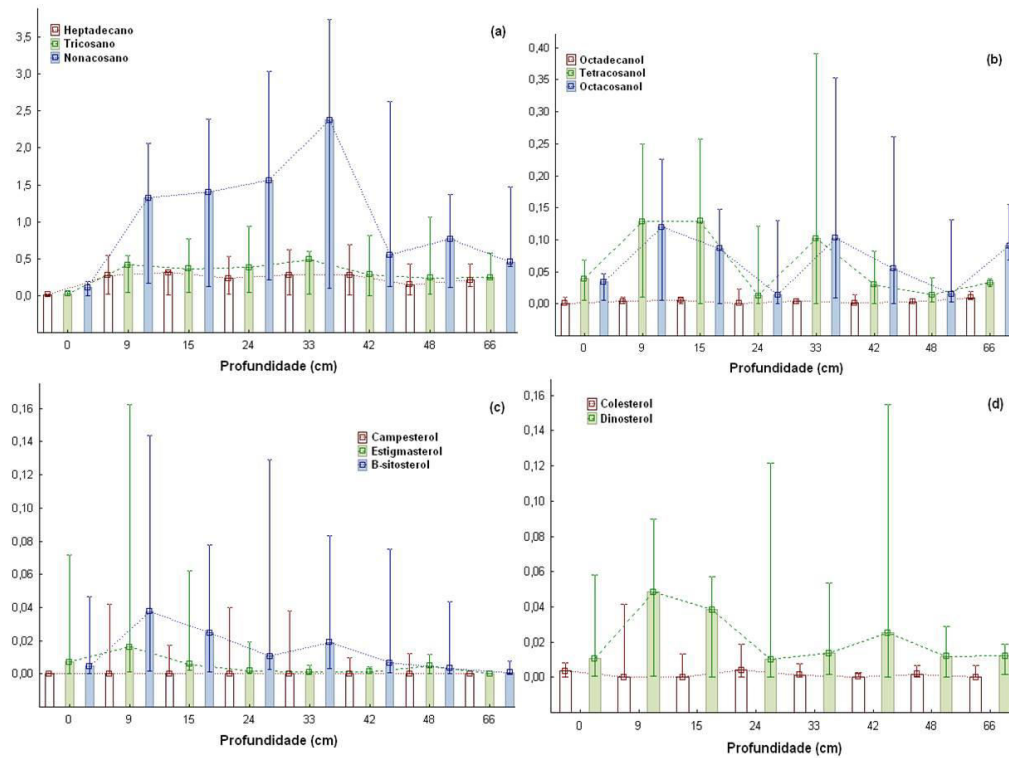 (a)
Heptadecano
Tricosano
Nonacosano
3,5
3,0
2,5
2,0
1,5
1,0
0,5
0,0
0 9 15 24 33 42 48 66
Profundidade (cm)
(b)
Octadecanol
Tetracosanol
Octacosanol
0,40
0,35
0,30
0,25
0,20
0,15
0,10
0,05
0,00
0 9 15 24 33 42 48 66
Profundidade (cm)
(c)
Campesterol
Estigmasterol
B-sitosterol
0,16
0,14
0,12
0,10
0,08
0,06
0,04
0,02
0,00
0 9 15 24 33 42 48 66
Profundidade (cm)
(d)
Colesterol
Dinosterol
0,16
0,14
0,12
0,10
0,08
0,06
0,04
0,02
0,00
0 9 15 24 33 42 48 66
Profundidade (cm)